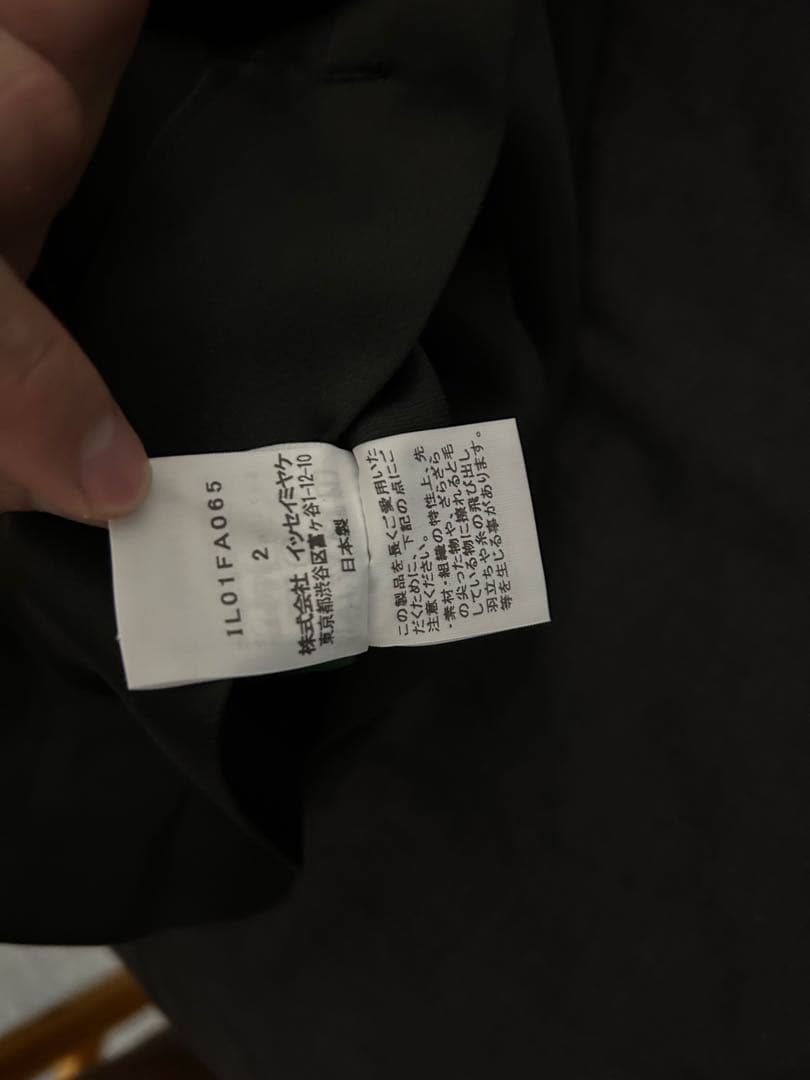 IL01FA065
2
株式会社 イッセイミヤケ
東京都渋谷区富ヶ谷1-12-10
日本製
この製品を長くご愛用いた
だくために、下記の点にご
注意ください。
・素材・組織の特性上、先
の尖った物や、ざらざら
している物に擦れると毛
羽立ちや糸の飛び出し
等を生じる事があります。